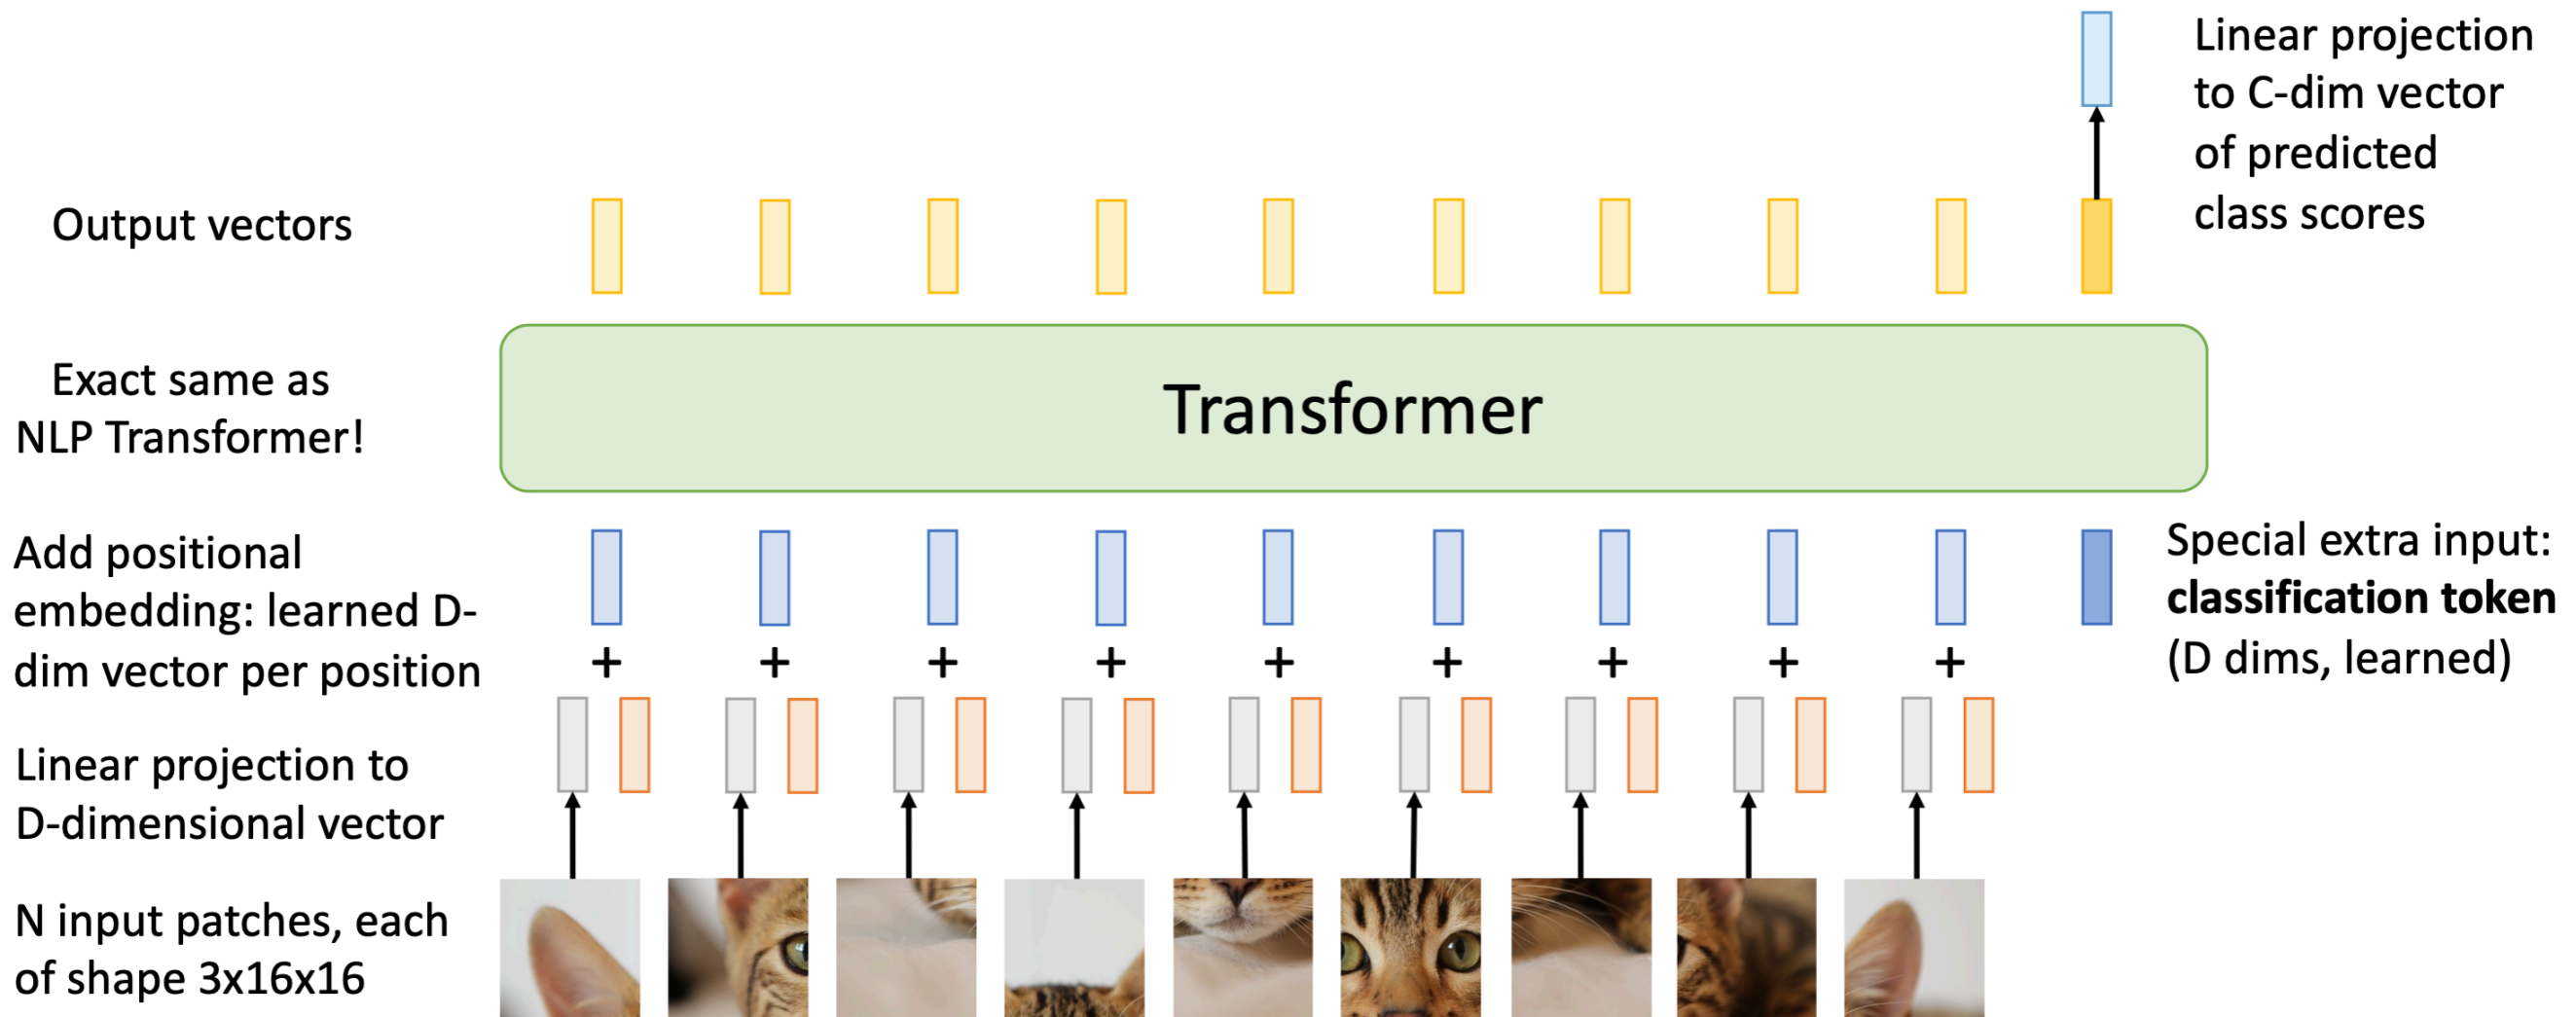 Linear projection
to C-dim vector
of predicted
class scores
Output vectors
Exact same as
NLP Transformer!
Transformer
Add positional
embedding: learned D-
dim vector per position
Special extra input:
classification token
(D dims, learned)
+ + + + + + + + +
Linear projection to
D-dimensional vector
N input patches, each
of shape 3x16x16